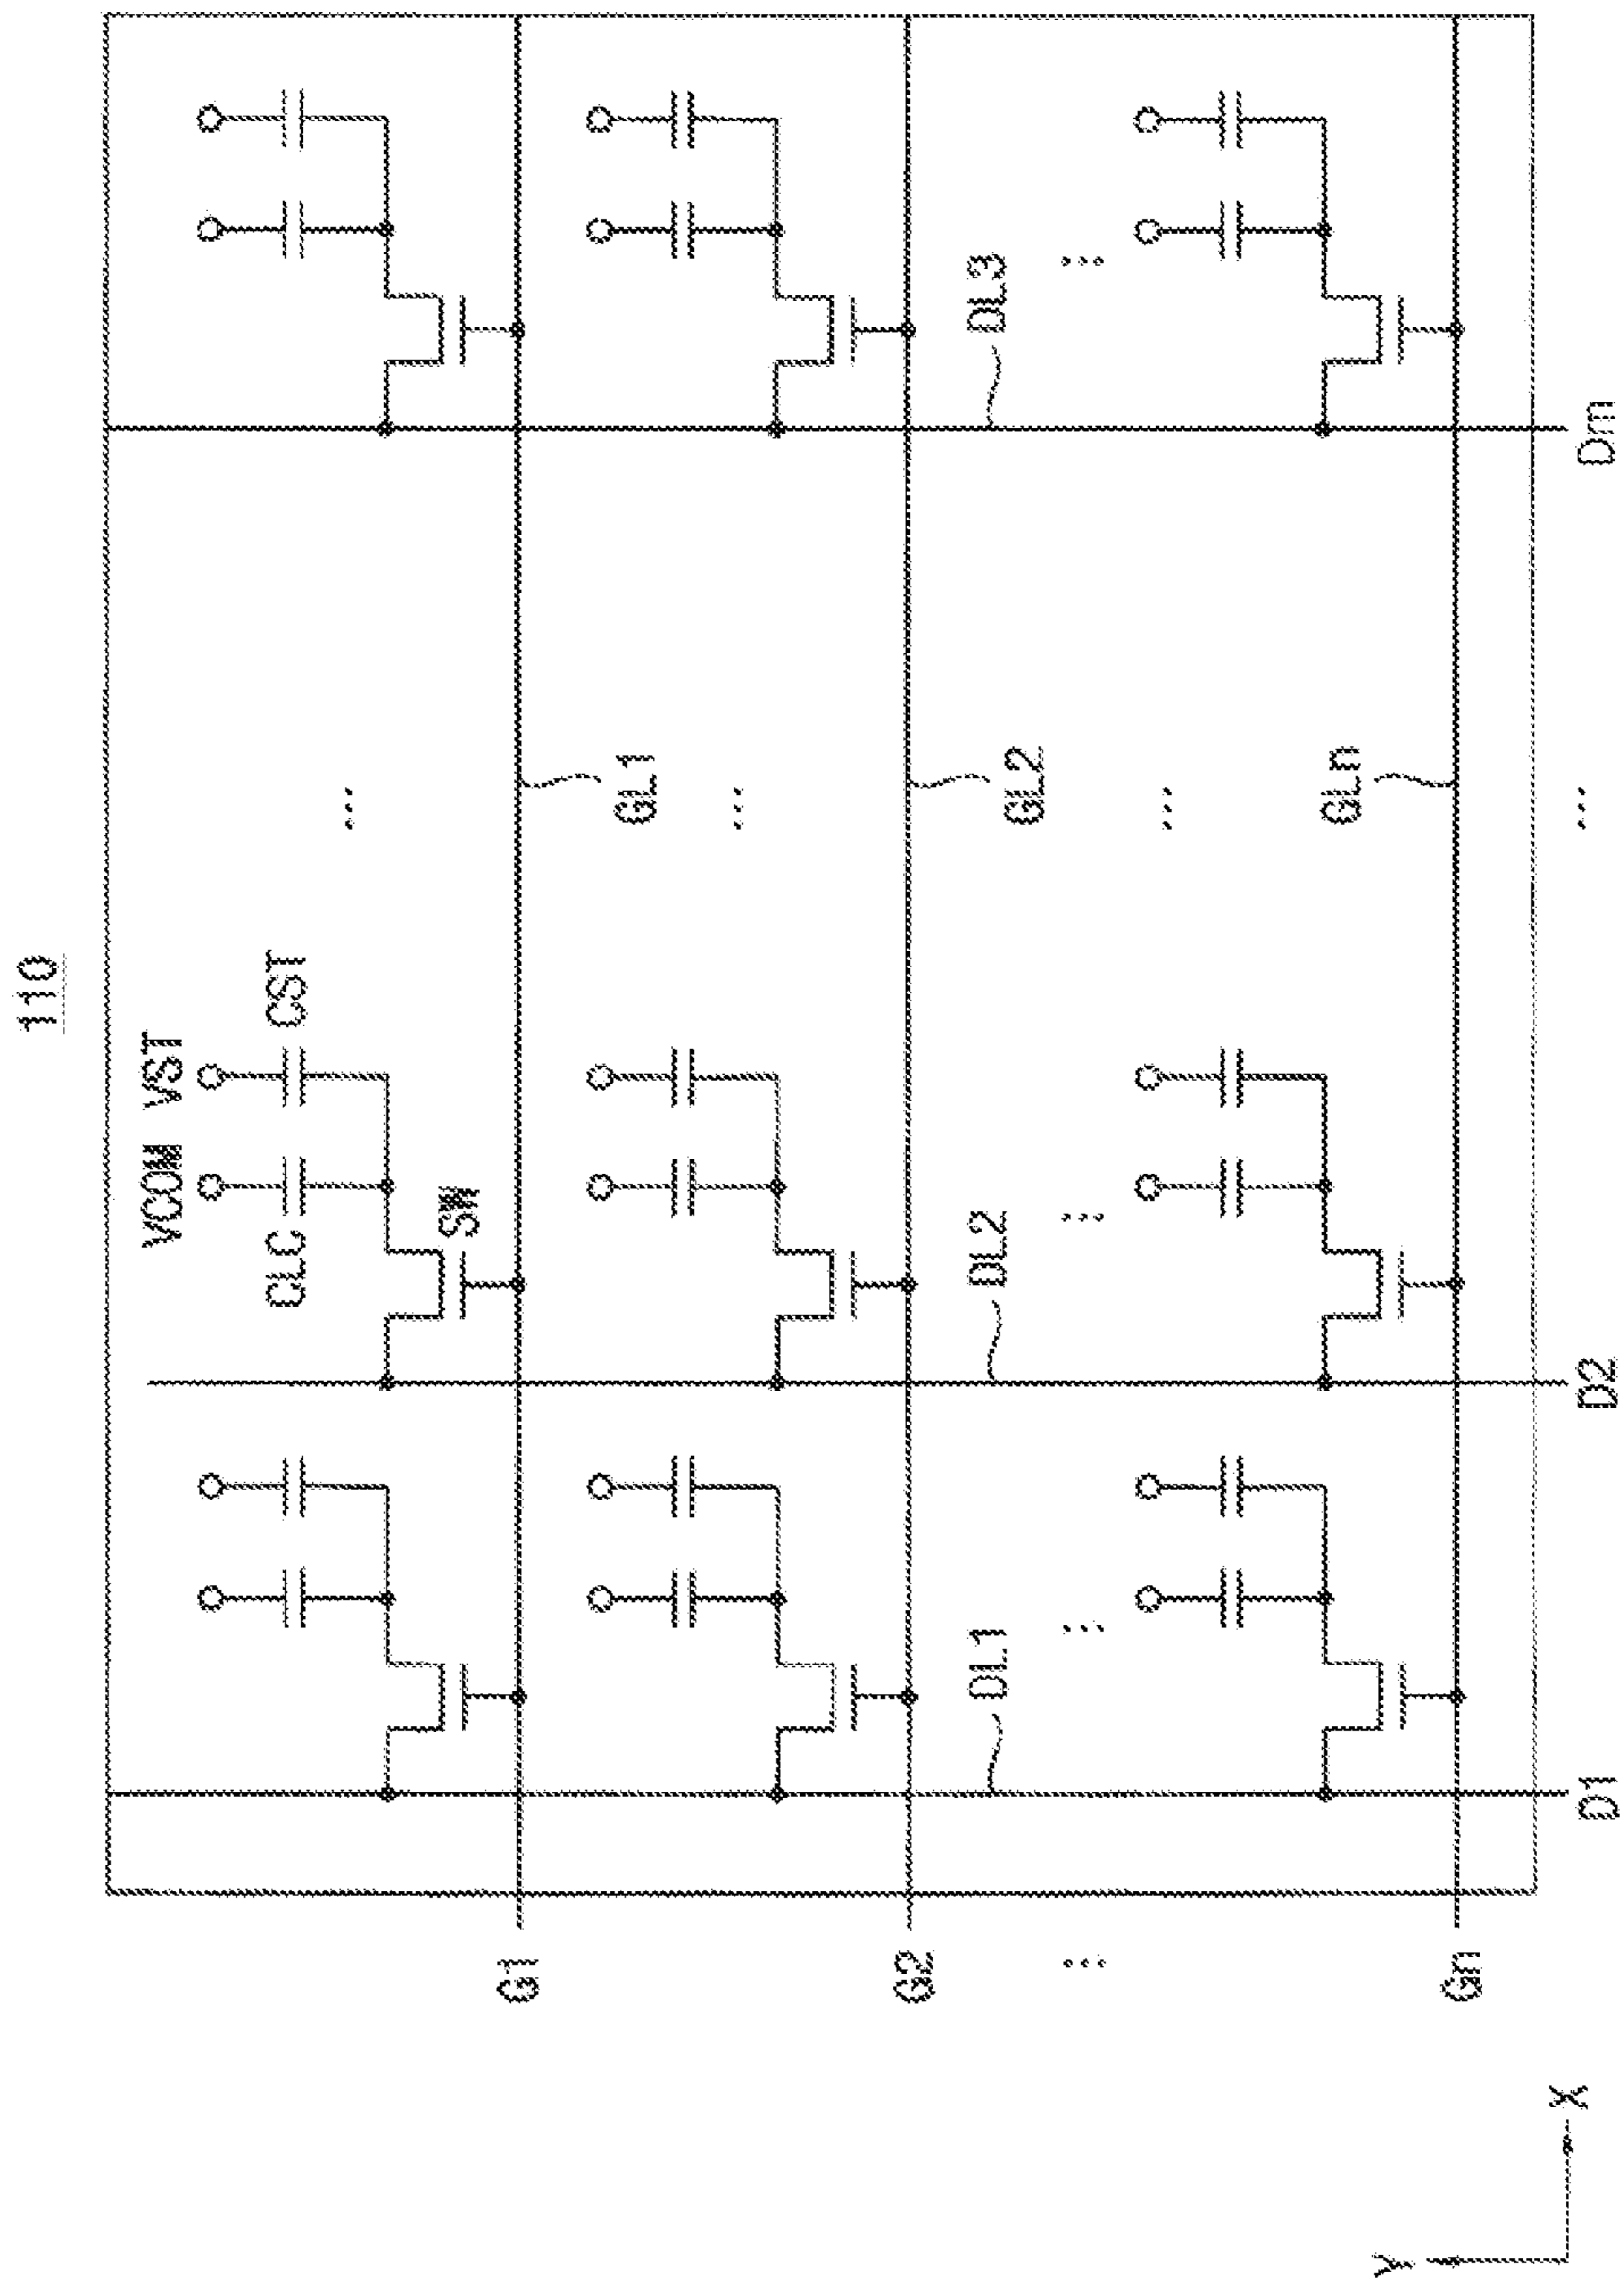 110
VCOM VST
CLC CST
SW
G1
GL1
G2
GL2
DL1 DL2 DL3
...
Gn
GLn
D1 D2 ... Dm
Y
X